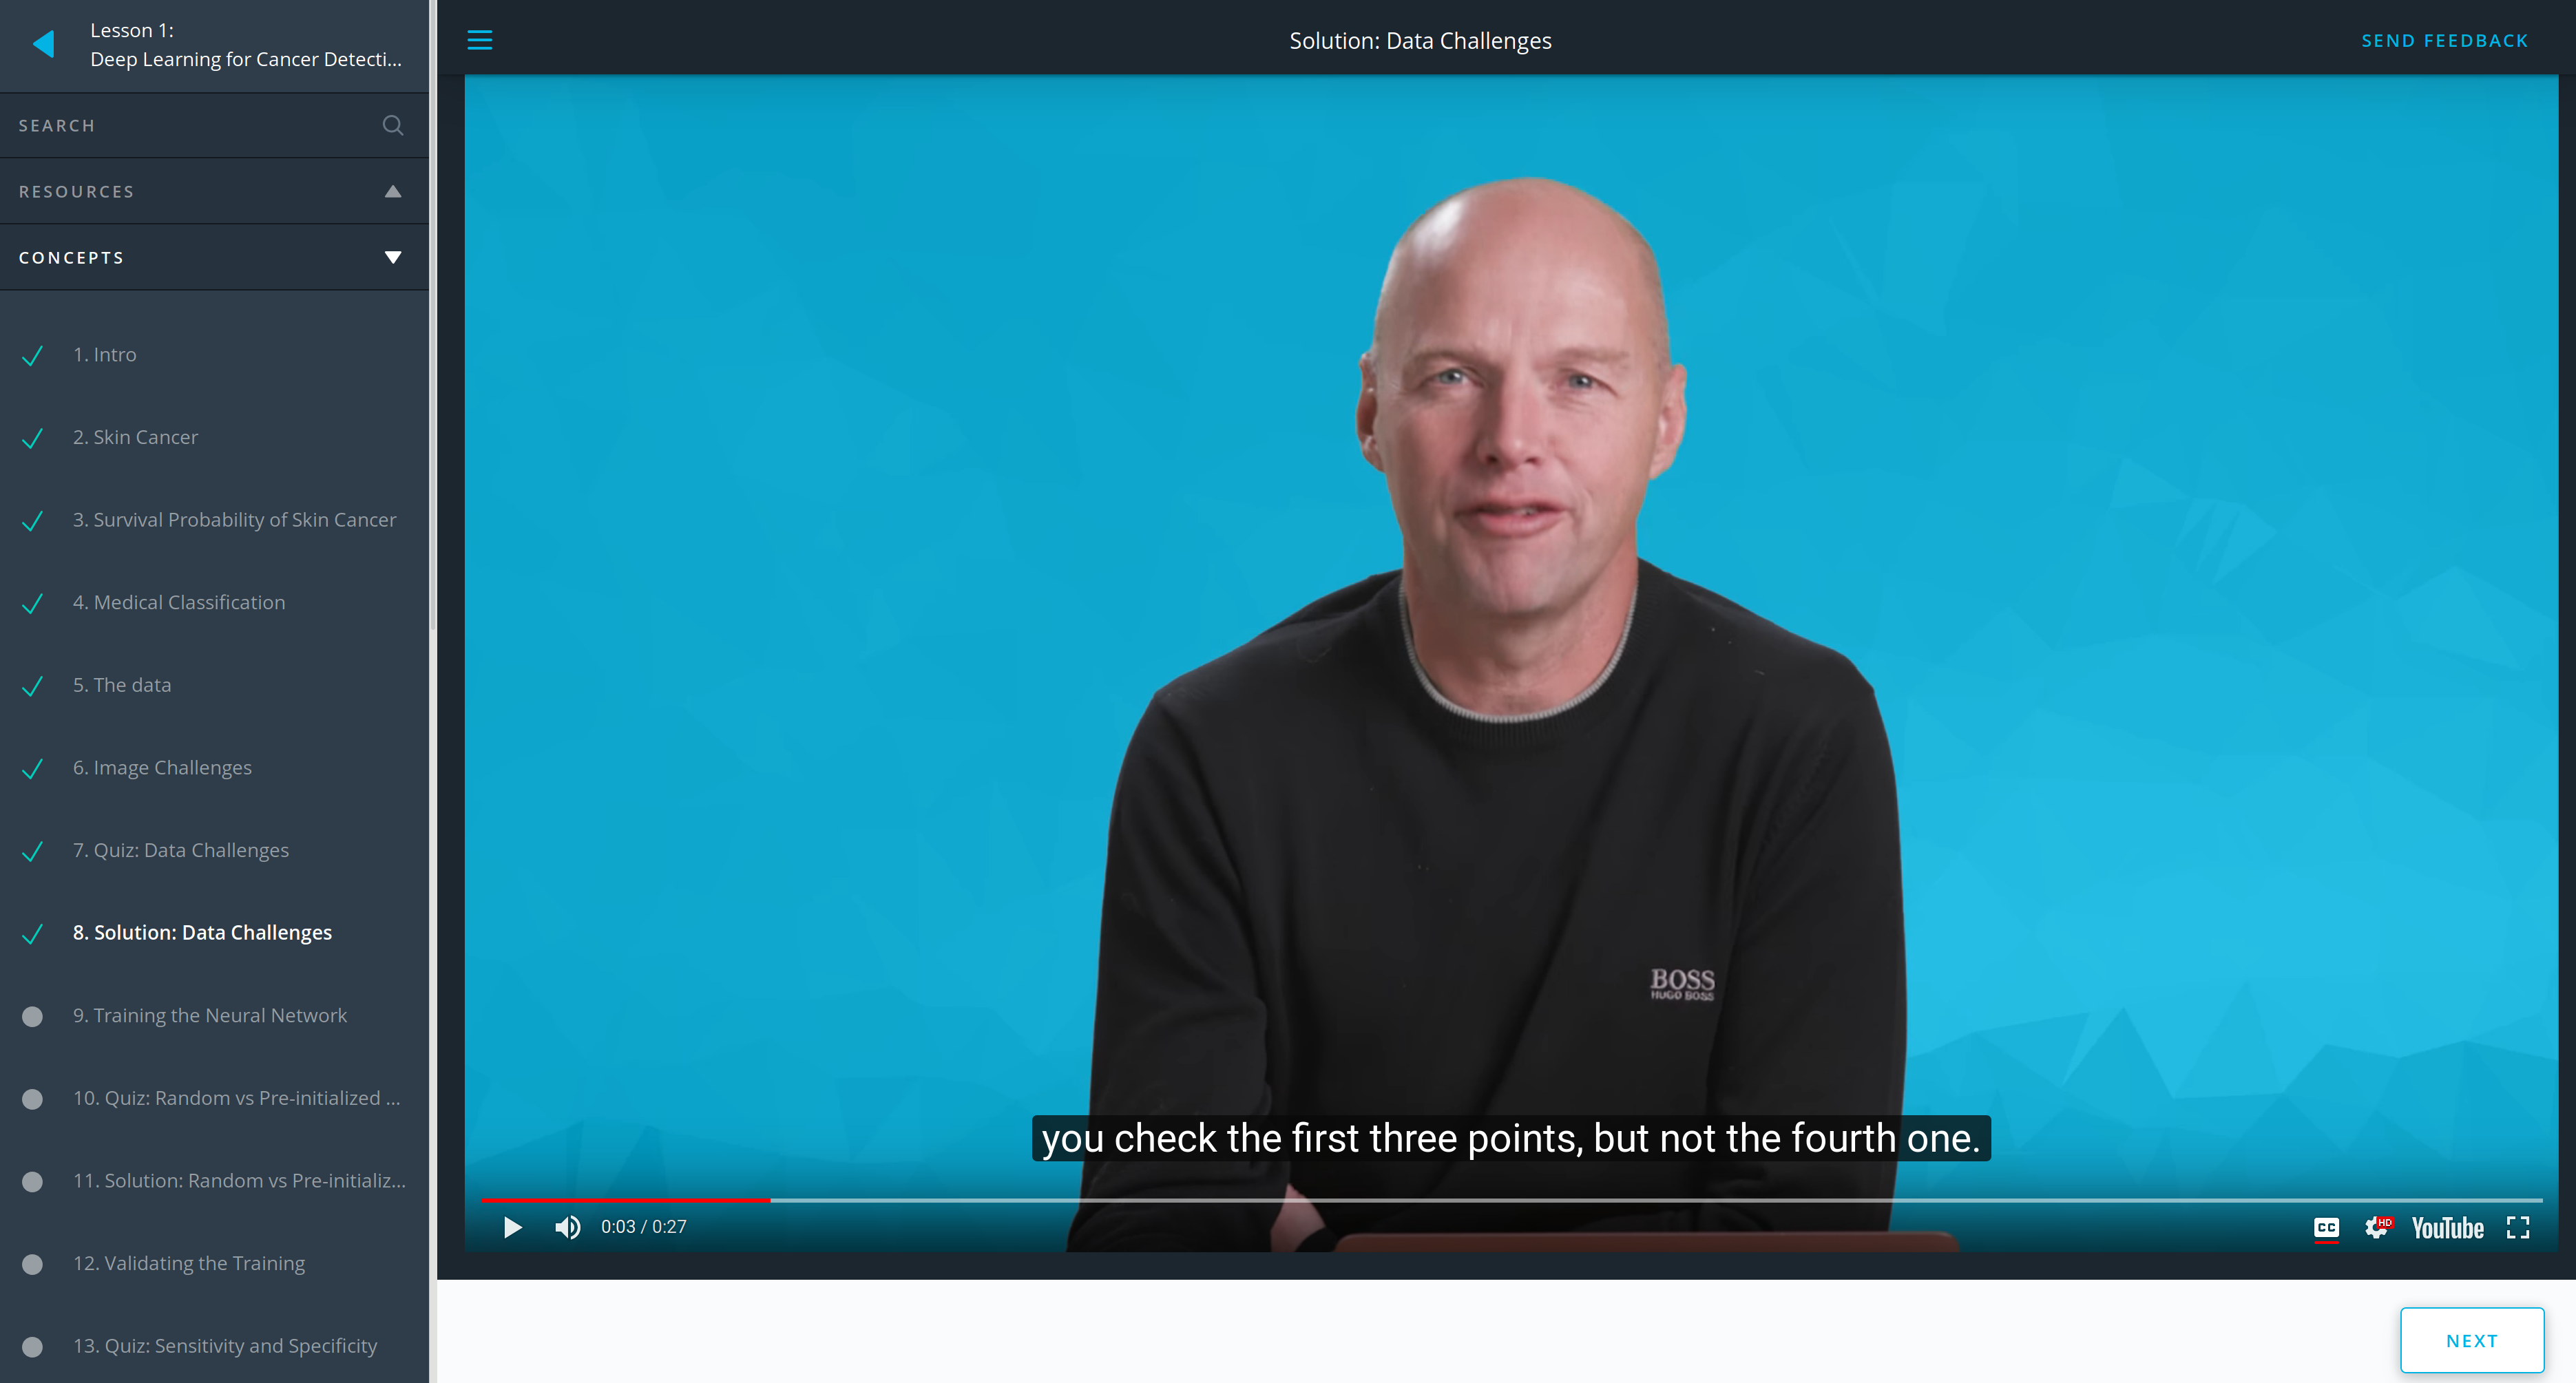 Lesson 1:
Deep Learning for Cancer Detecti...
SEARCH
RESOURCES
CONCEPTS
1. Intro
2. Skin Cancer
3. Survival Probability of Skin Cancer
4. Medical Classification
5. The data
6. Image Challenges
7. Quiz: Data Challenges
8. Solution: Data Challenges
9. Training the Neural Network
10. Quiz: Random vs Pre-initialized ...
11. Solution: Random vs Pre-initializ...
12. Validating the Training
13. Quiz: Sensitivity and Specificity
Solution: Data Challenges
SEND FEEDBACK
BOSS
HUGO BOSS
you check the first three points, but not the fourth one.
0:03 / 0:27
CC
HD
YouTube
NEXT